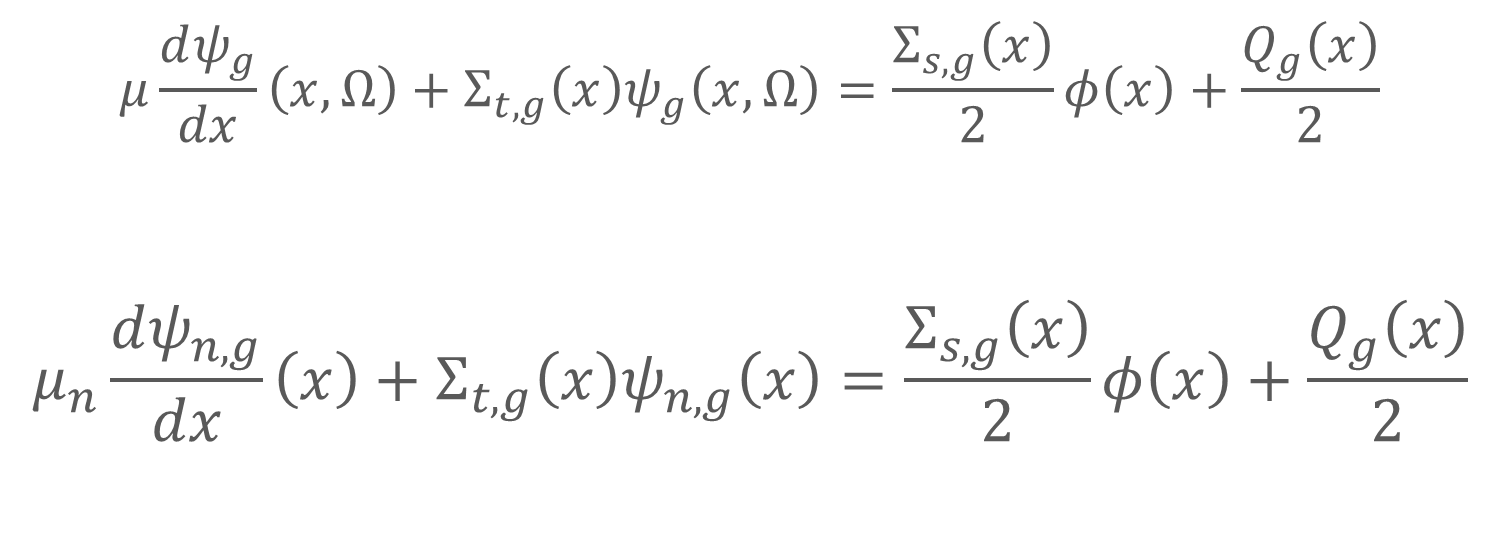 μ dψ_g/dx (x, Ω) + Σ_{t,g}(x)ψ_g(x, Ω) = Σ_{s,g}(x)/2 ϕ(x) + Q_g(x)/2
μ_n dψ_{n,g}/dx (x) + Σ_{t,g}(x)ψ_{n,g}(x) = Σ_{s,g}(x)/2 ϕ(x) + Q_g(x)/2